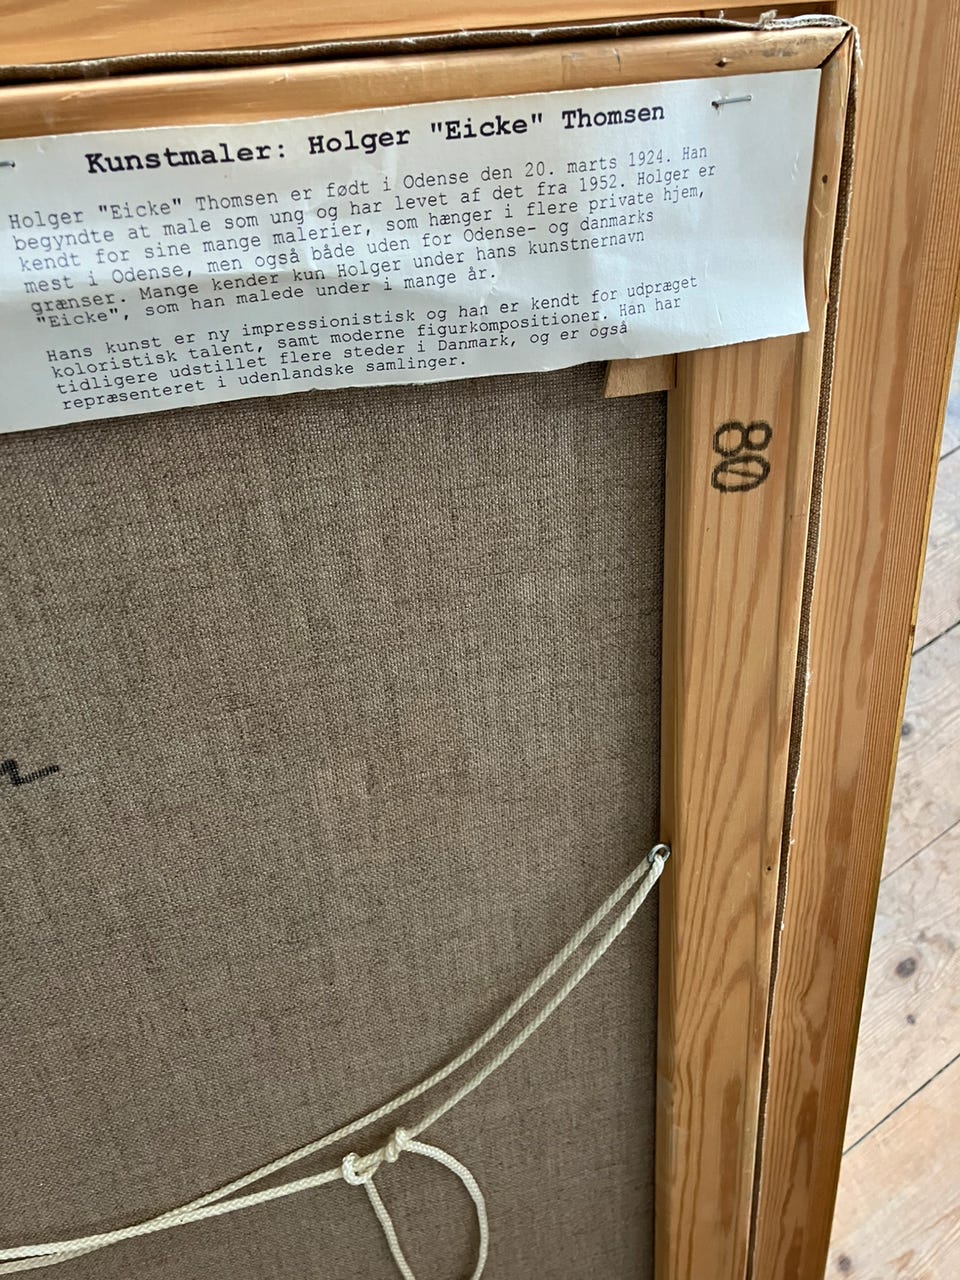 Kunstmaler: Holger "Eicke" Thomsen
Holger "Eicke" Thomsen er født i Odense den 20. marts 1924. Han
begyndte at male som ung og har levet af det fra 1952. Holger er
kendt for sine mange malerier, som hænger i flere private hjem,
mest i Odense, men også både uden for Odense- og danmarks
grænser. Mange kender kun Holger under hans kunstnernavn
"Eicke", som han malede under i mange år.
Hans kunst er ny impressionistisk og han er kendt for udpræget
koloristisk talent, samt moderne figurkompositioner. Han har
tidligere udstillet flere steder i Danmark, og er også
repræsenteret i udenlandske samlinger.
80